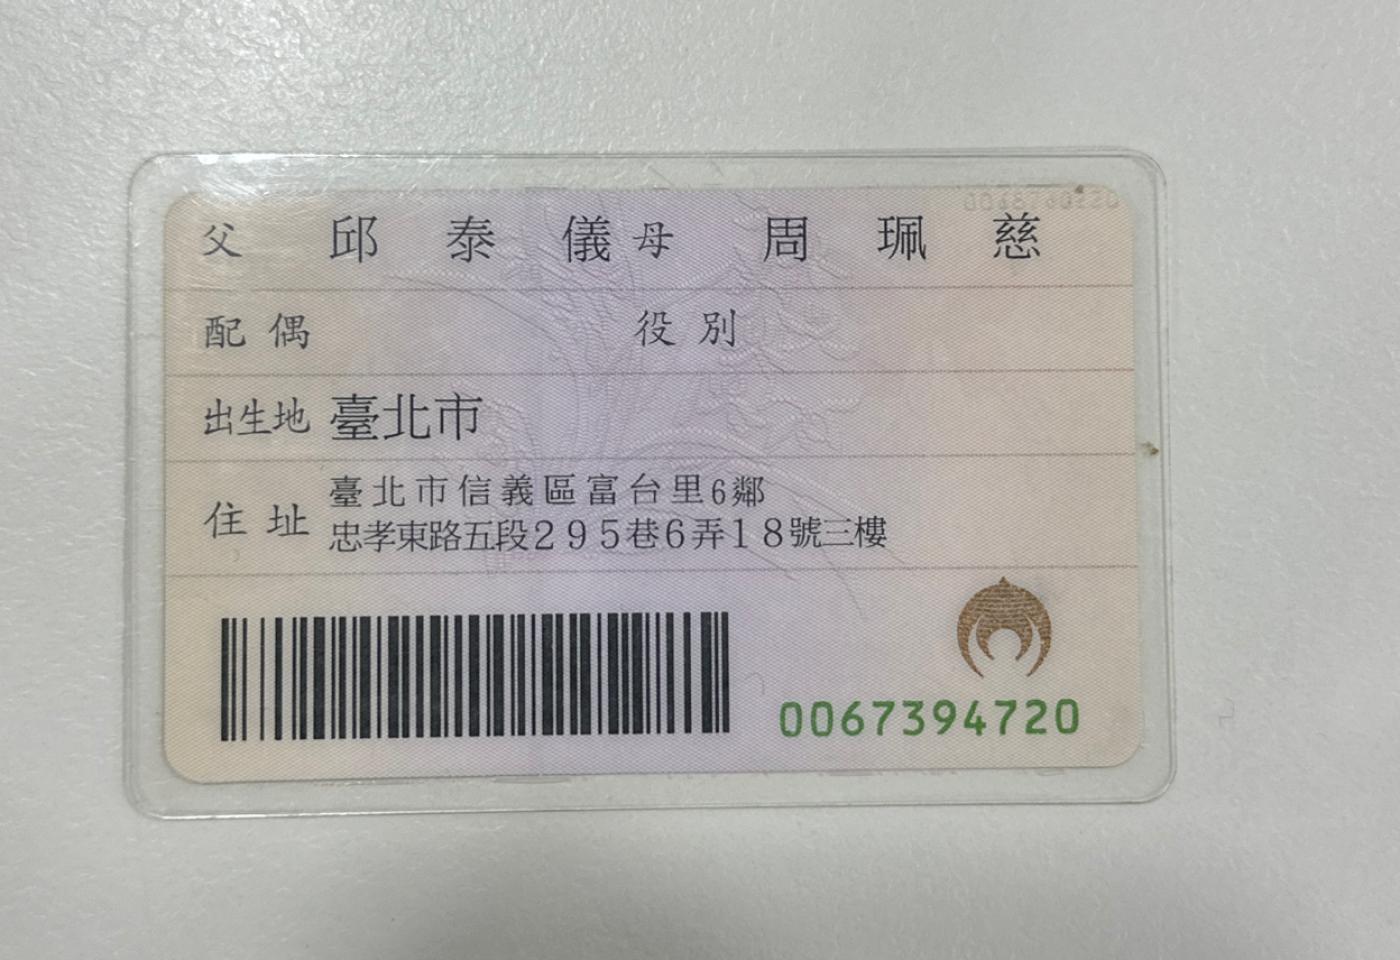 父 邱泰儀 母 周珮慈
配偶 役別
出生地 臺北市
住址 臺北市信義區富台里6鄰
忠孝東路五段295巷6弄18號三樓
0067394720